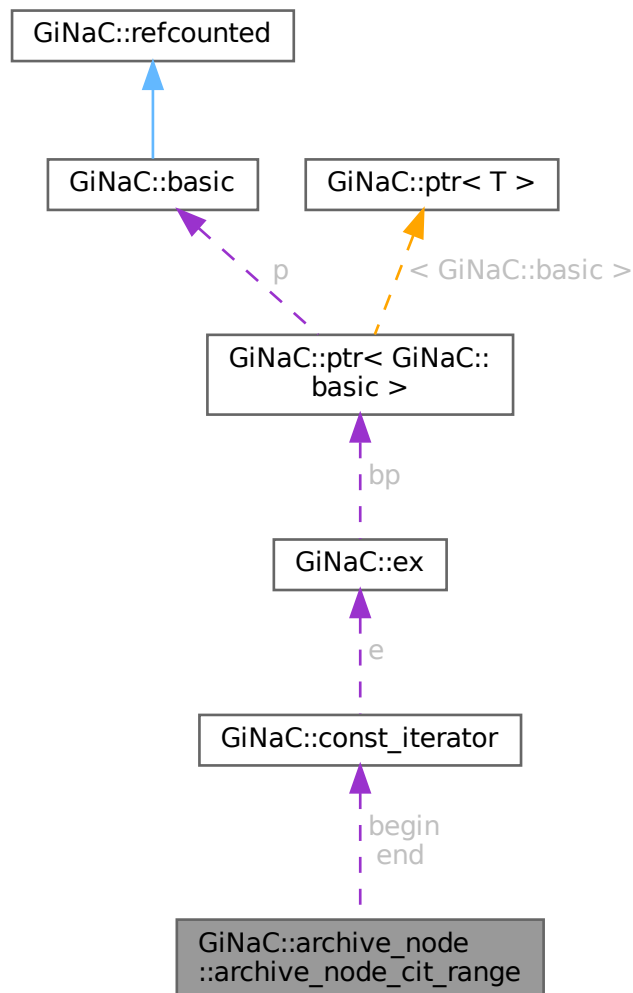 GiNaC::refcounted
GiNaC::basic
GiNaC::ptr< T >
p
< GiNaC::basic >
GiNaC::ptr< GiNaC::
basic >
bp
GiNaC::ex
e
GiNaC::const_iterator
begin
end
GiNaC::archive_node
::archive_node_cit_range